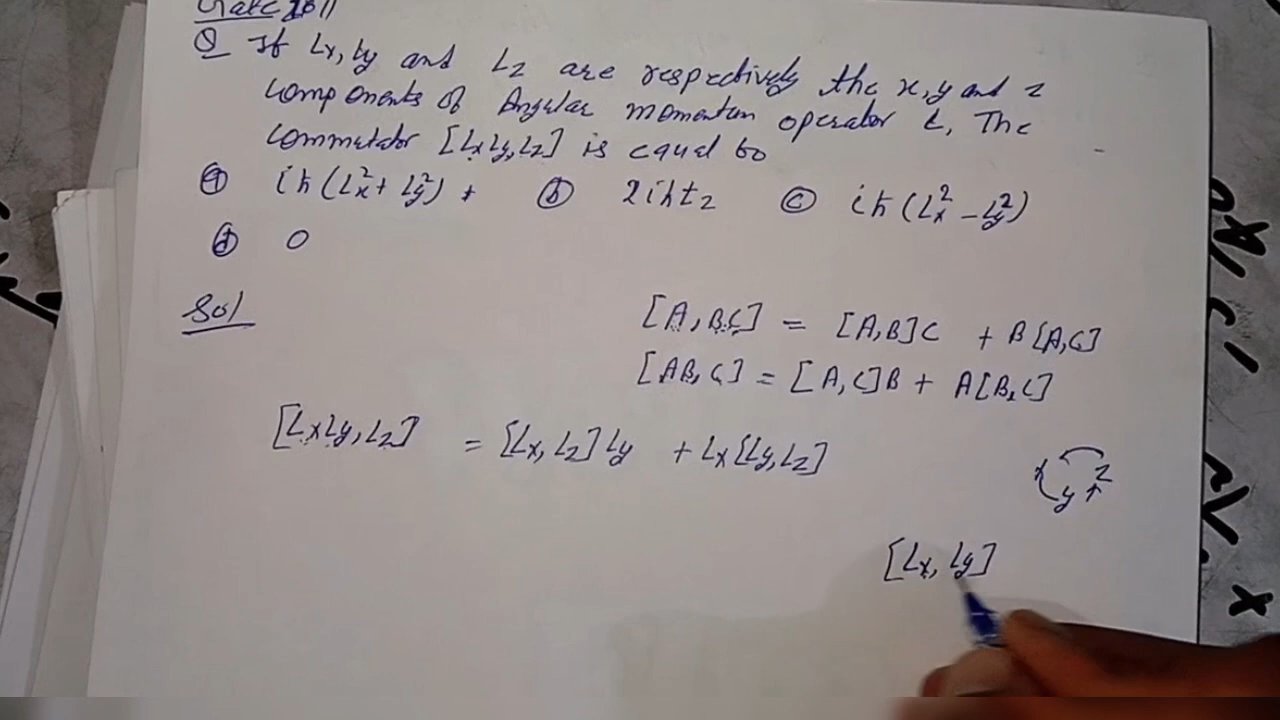 Gate 2011
Q If Lx, Ly and Lz are respectively the x, y and z
components of Angular momentum operator L, The
commutator [LxLy, Lz] is equal to
ⓐ iħ(Lx² + Ly²) ⓑ 2iħLz ⓒ iħ(Lx² - Ly²)
ⓓ 0
Sol
[A, BC] = [A,B]C + B[A,C]
[AB, C] = [A,C]B + A[B,C]
[LxLy, Lz] = [Lx, Lz]Ly + Lx[Ly, Lz]
x z
y
[Lx, Ly]